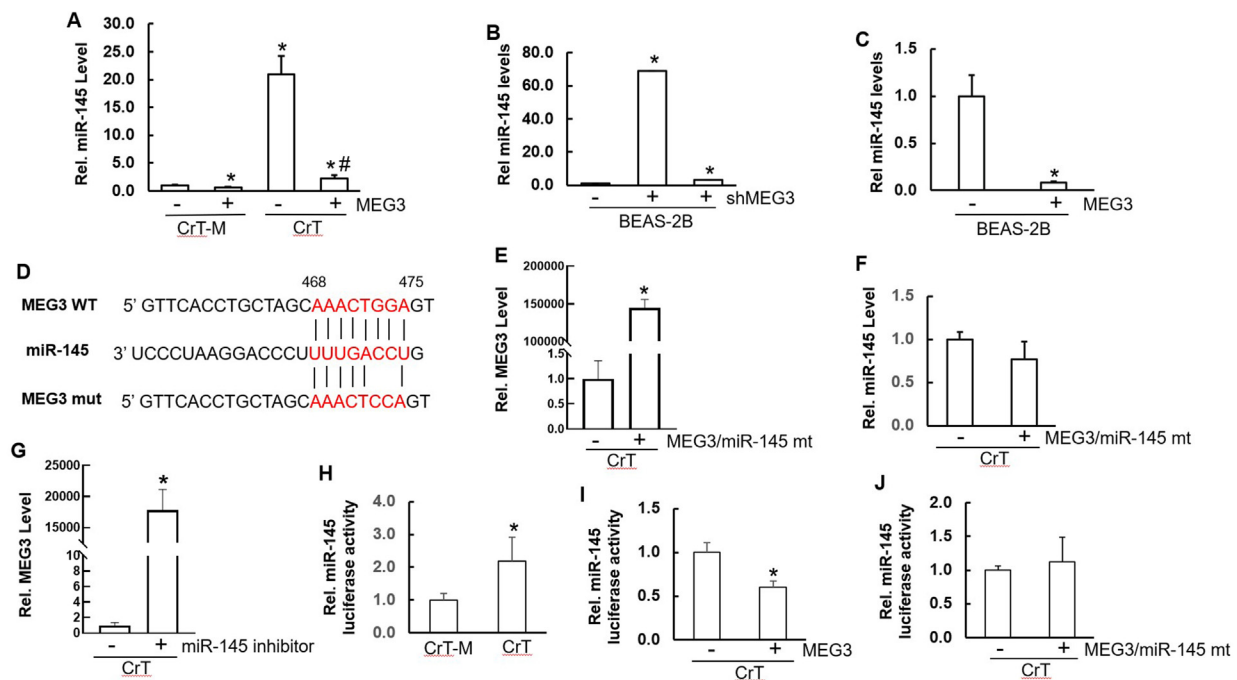 A
Rel. miR-145 Level
30.0
25.0
20.0
15.0
10.0
5.0
0.0
*
*
*#
- + - + MEG3
CrT-M CrT
B
Rel miR-145 levels
80.0
60.0
40.0
20.0
0.0
*
*
+ + shMEG3
BEAS-2B
C
Rel miR-145 levels
1.5
1.0
0.5
0.0
*
- + MEG3
BEAS-2B
D
468 475
MEG3 WT 5' GTTCACCTGCTAGCAAACTGGAGT
miR-145 3' UCCCUAAGGACCCUUUUGACCUG
MEG3 mut 5' GTTCACCTGCTAGCAAACTCCAGT
E
Rel. MEG3 Level
200000
150000
100000
1.5
1.0
0.5
0.0
*
- + MEG3/miR-145 mt
CrT
F
Rel. miR-145 Level
1.5
1.0
0.5
0.0
- + MEG3/miR-145 mt
CrT
G
Rel. MEG3 Level
25000
20000
15000
10
8
6
4
2
0
*
- + miR-145 inhibitor
CrT
H
Rel. miR-145
luciferase activity
4.0
3.0
2.0
1.0
0.0
*
CrT-M CrT
I
Rel. miR-145
luciferase activity
1.5
1.0
0.5
0.0
*
- + MEG3
CrT
J
Rel. miR-145
luciferase activity
2.0
1.5
1.0
0.5
0.0
- + MEG3/miR-145 mt
CrT